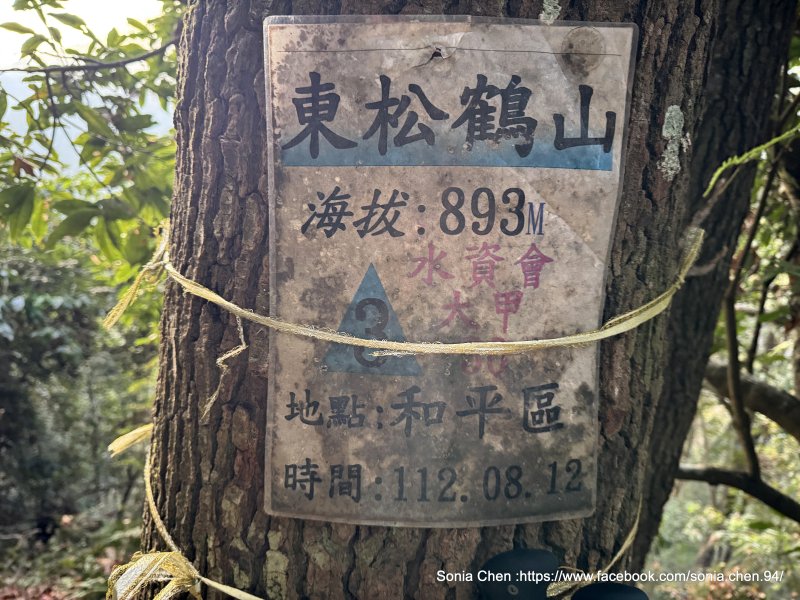 東松鶴山
海拔:893M
水資會
大甲
3
地點:和平區
時間:112.08.12
Sonia Chen :https://www.facebook.com/sonia.chen.94/